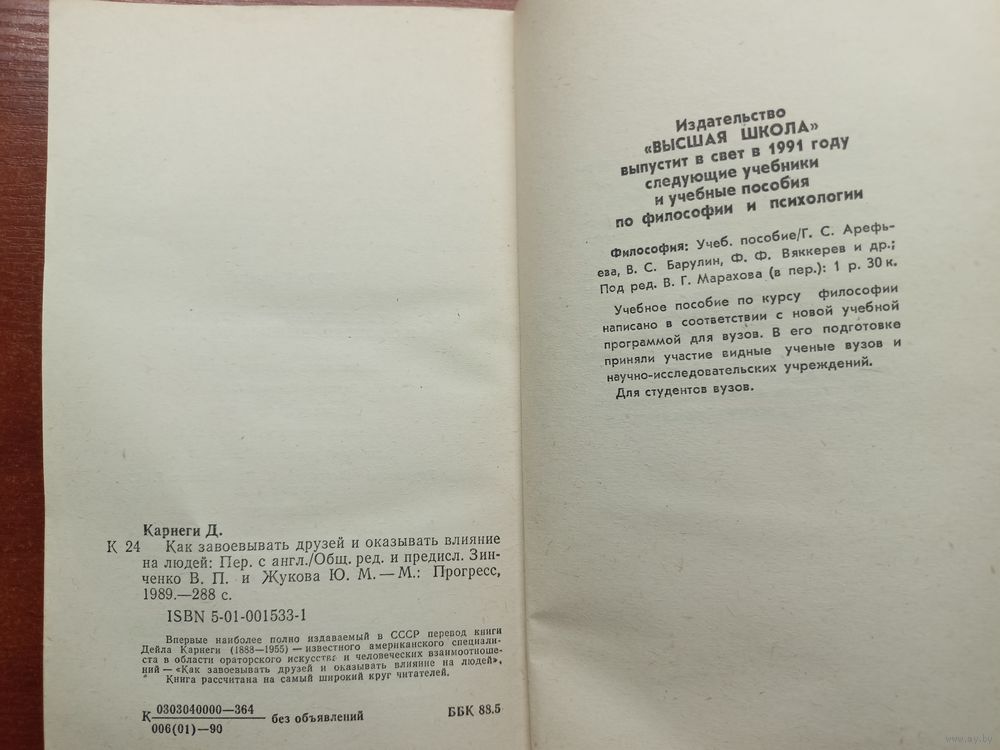 Карнеги Д.
К 24 Как завоевывать друзей и оказывать влияние
на людей: Пер. с англ./Общ. ред. и предисл. Зин-
ченко В. П. и Жукова Ю. М.—М.: Прогресс,
1989.—288 с.
ISBN 5-01-001533-1
Впервые наиболее полно издаваемый в СССР перевод книги
Дейла Карнеги (1888—1955) — известного американского специали-
ста в области ораторского искусства и человеческих взаимоотноше-
ний — «Как завоевывать друзей и оказывать влияние на людей».
Книга рассчитана на самый широкий круг читателей.
К 0303040000—364 без объявлений
006(01)—90
ББК 88.5
Издательство
«ВЫСШАЯ ШКОЛА»
выпустит в свет в 1991 году
следующие учебники
и учебные пособия
по философии и психологии
Философия: Учеб. пособие/Г. С. Арефь-
ева, В. С. Барулин, Ф. Ф. Вяккерев и др.;
Под ред. В. Г. Марахова (в пер.): 1 р. 30 к.
Учебное пособие по курсу философии
написано в соответствии с новой учебной
программой для вузов. В его подготовке
приняли участие видные ученые вузов и
научно-исследовательских учреждений.
Для студентов вузов.
www.ay.by